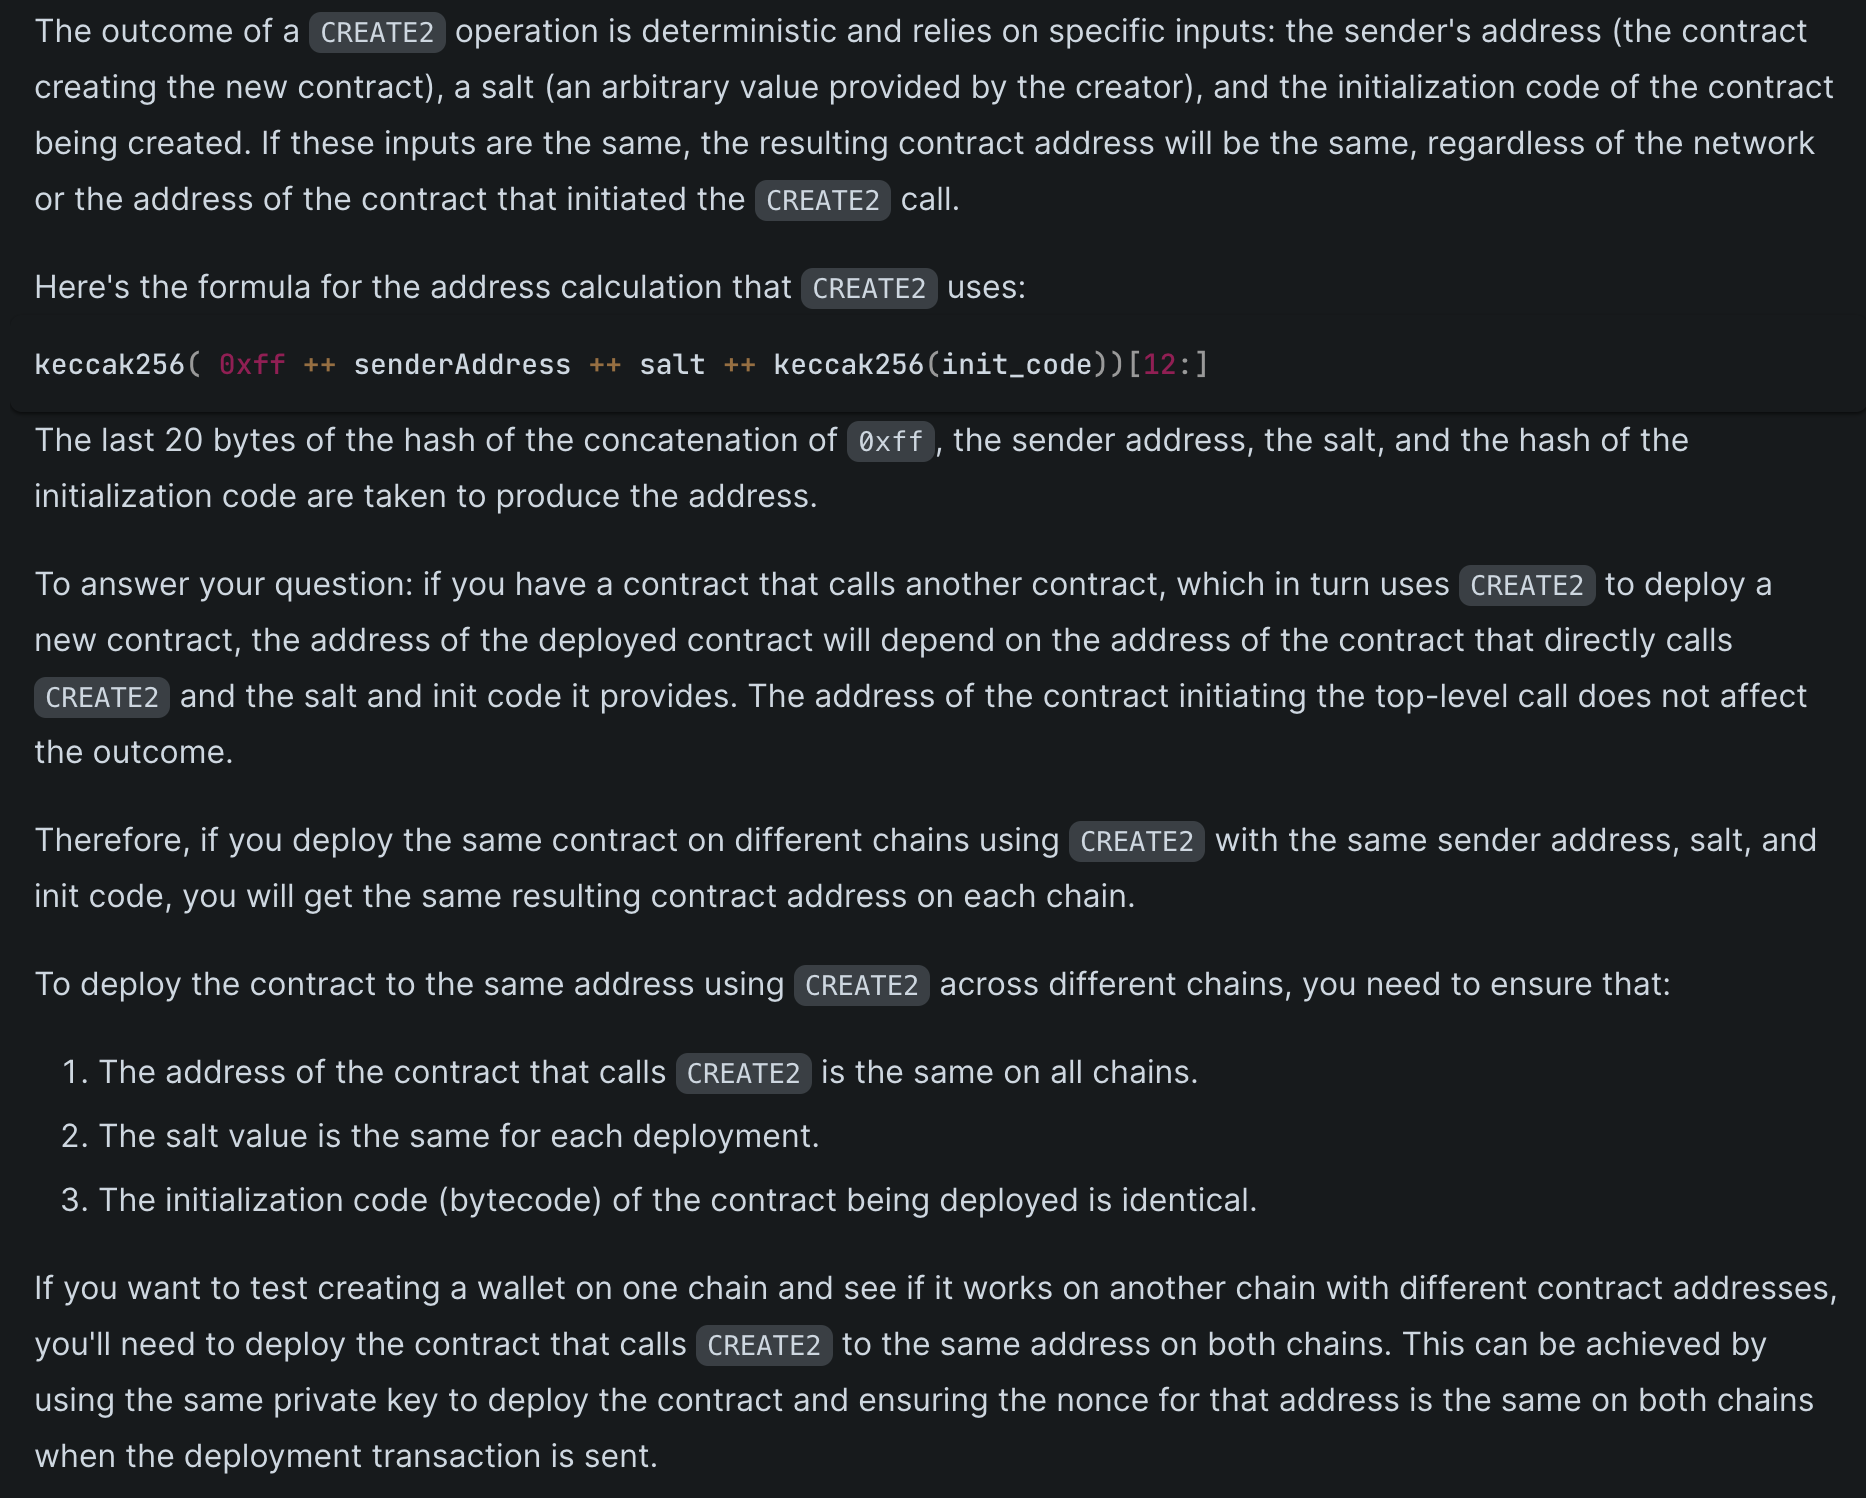 The outcome of a CREATE2 operation is deterministic and relies on specific inputs: the sender's address (the contract
creating the new contract), a salt (an arbitrary value provided by the creator), and the initialization code of the contract
being created. If these inputs are the same, the resulting contract address will be the same, regardless of the network
or the address of the contract that initiated the CREATE2 call.
Here's the formula for the address calculation that CREATE2 uses:
keccak256( 0xff ++ senderAddress ++ salt ++ keccak256(init_code))[12:]
The last 20 bytes of the hash of the concatenation of 0xff, the sender address, the salt, and the hash of the
initialization code are taken to produce the address.
To answer your question: if you have a contract that calls another contract, which in turn uses CREATE2 to deploy a
new contract, the address of the deployed contract will depend on the address of the contract that directly calls
CREATE2 and the salt and init code it provides. The address of the contract initiating the top-level call does not affect
the outcome.
Therefore, if you deploy the same contract on different chains using CREATE2 with the same sender address, salt, and
init code, you will get the same resulting contract address on each chain.
To deploy the contract to the same address using CREATE2 across different chains, you need to ensure that:
1. The address of the contract that calls CREATE2 is the same on all chains.
2. The salt value is the same for each deployment.
3. The initialization code (bytecode) of the contract being deployed is identical.
If you want to test creating a wallet on one chain and see if it works on another chain with different contract addresses,
you'll need to deploy the contract that calls CREATE2 to the same address on both chains. This can be achieved by
using the same private key to deploy the contract and ensuring the nonce for that address is the same on both chains
when the deployment transaction is sent.